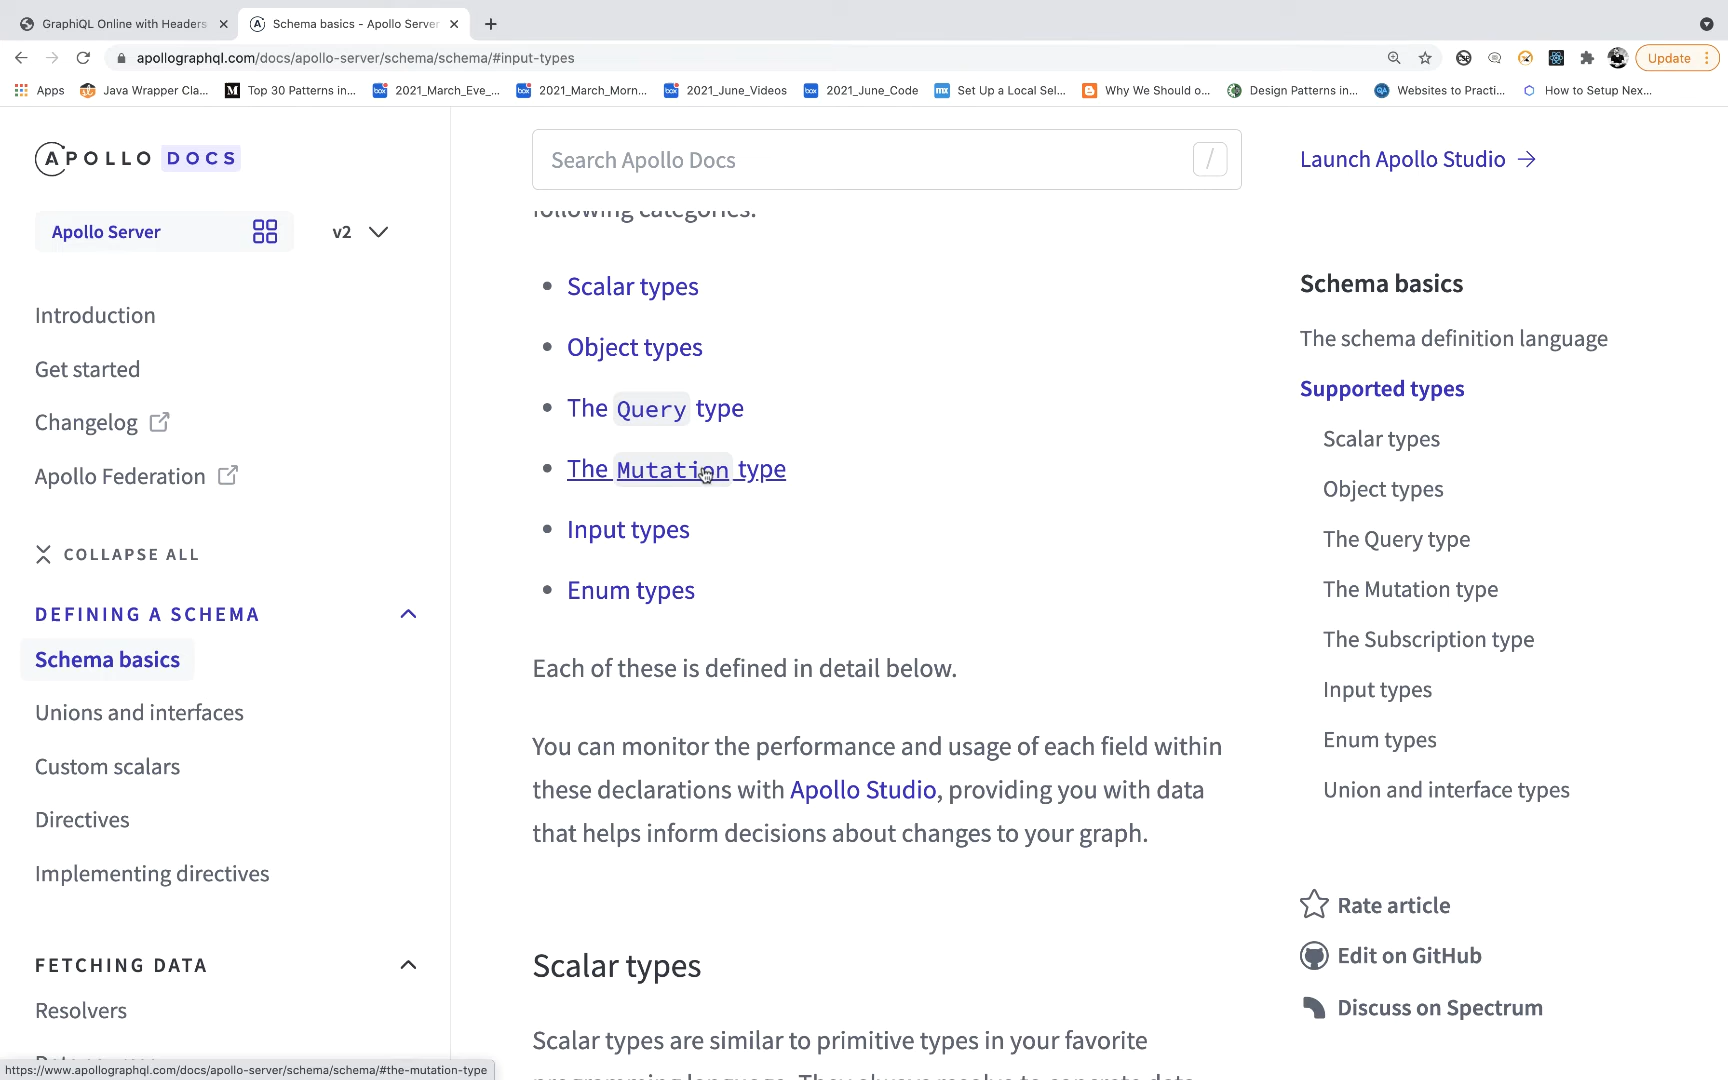 GraphiQL Online with Headers
Schema basics - Apollo Server
apollographql.com/docs/apollo-server/schema/schema/#input-types
Update
Apps
Java Wrapper Cla...
Top 30 Patterns in...
2021_March_Eve_...
2021_March_Morn...
2021_June_Videos
2021_June_Code
Set Up a Local Sel...
Why We Should o...
Design Patterns in...
Websites to Practi...
How to Setup Nex...
APOLLO DOCS
Search Apollo Docs
/
Launch Apollo Studio →
Apollo Server
v2
Introduction
Get started
Changelog
Apollo Federation
COLLAPSE ALL
DEFINING A SCHEMA
Schema basics
Unions and interfaces
Custom scalars
Directives
Implementing directives
FETCHING DATA
Resolvers
following categories:
• Scalar types
• Object types
• The Query type
• The Mutation type
• Input types
• Enum types
Each of these is defined in detail below.
You can monitor the performance and usage of each field within
these declarations with Apollo Studio, providing you with data
that helps inform decisions about changes to your graph.
Scalar types
Scalar types are similar to primitive types in your favorite
Schema basics
The schema definition language
Supported types
Scalar types
Object types
The Query type
The Mutation type
The Subscription type
Input types
Enum types
Union and interface types
Rate article
Edit on GitHub
Discuss on Spectrum
https://www.apollographql.com/docs/apollo-server/schema/schema/#the-mutation-type